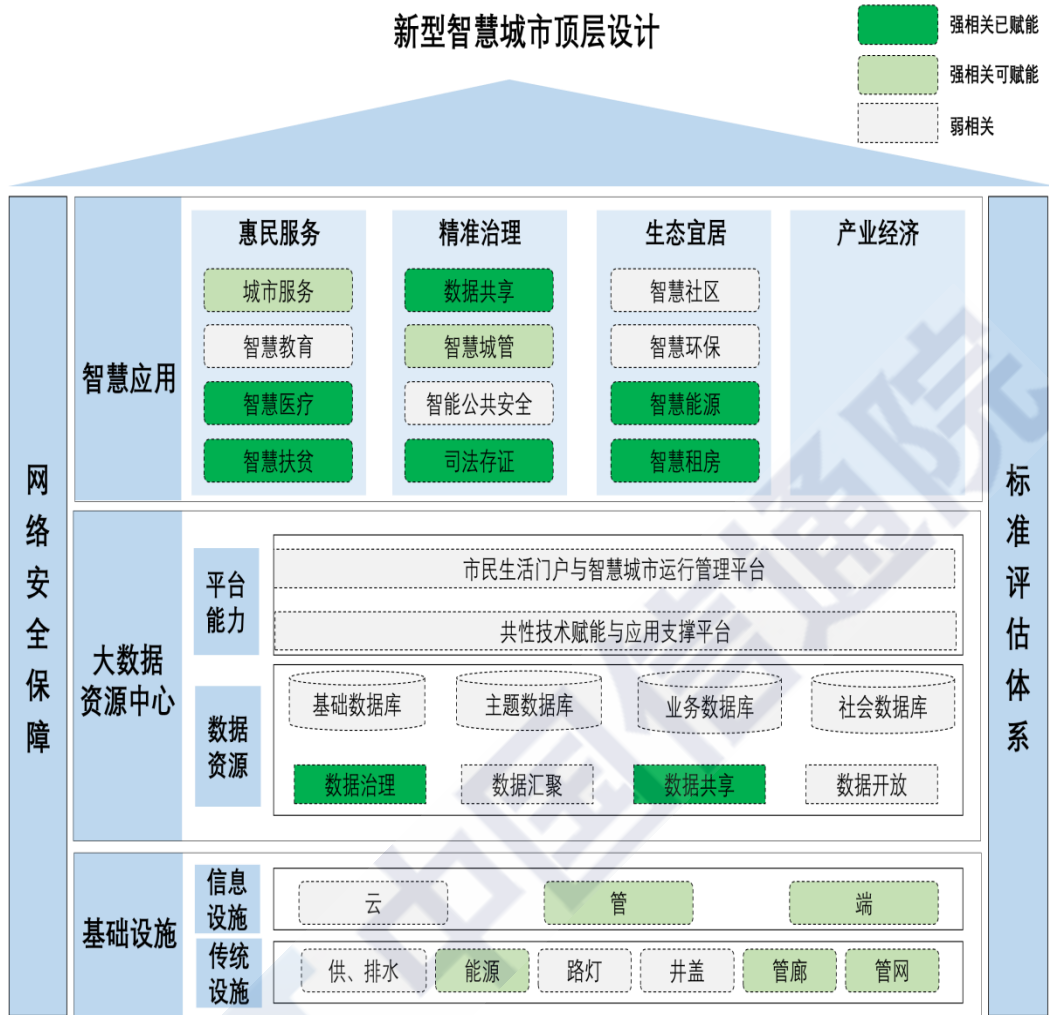 新型智慧城市顶层设计
强相关已赋能
强相关可赋能
弱相关
网络安全保障
标准评估体系
智慧应用
惠民服务
城市服务
智慧教育
智慧医疗
智慧扶贫
精准治理
数据共享
智慧城管
智能公共安全
司法存证
生态宜居
智慧社区
智慧环保
智慧能源
智慧租房
产业经济
大数据
资源中心
平台
能力
市民生活门户与智慧城市运行管理平台
共性技术赋能与应用支撑平台
数据
资源
基础数据库
主题数据库
业务数据库
社会数据库
数据治理
数据汇聚
数据共享
数据开放
基础设施
信息
设施
云
管
端
传统
设施
供、排水
能源
路灯
井盖
管廊
管网
中国信通院